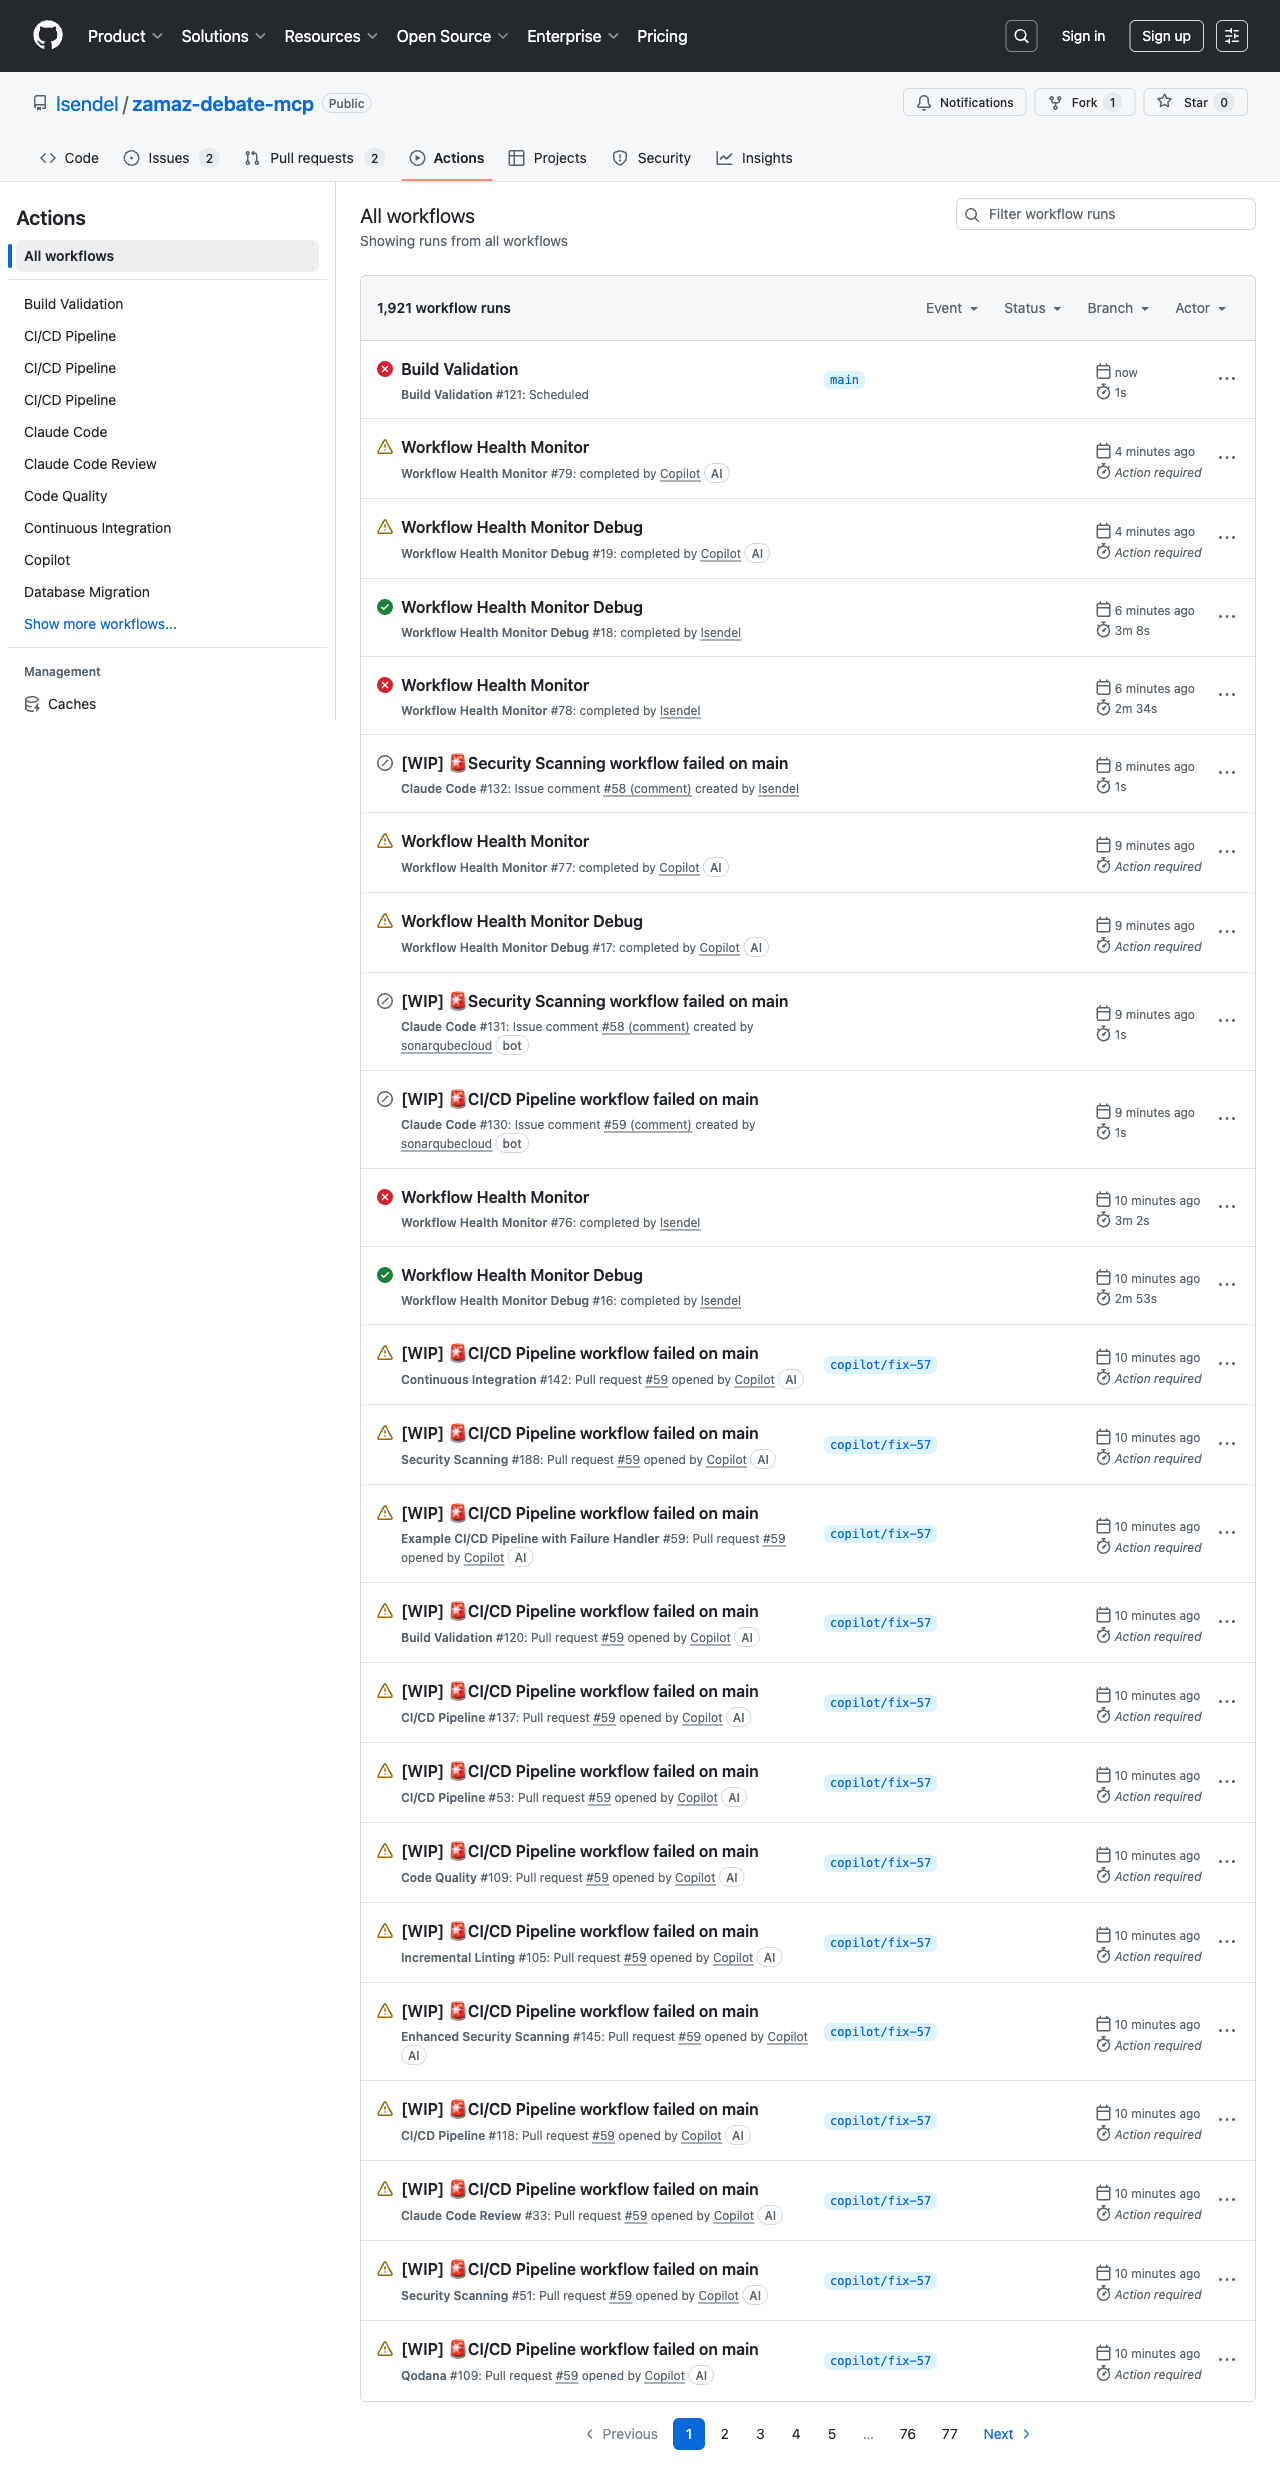 Product Solutions Resources Open Source Enterprise Pricing Sign in Sign up
lsendel / zamaz-debate-mcp Public Notifications Fork 1 Star 0
Code Issues 2 Pull requests 2 Actions Projects Security Insights
Actions
All workflows
Build Validation
CI/CD Pipeline
CI/CD Pipeline
CI/CD Pipeline
Claude Code
Claude Code Review
Code Quality
Continuous Integration
Copilot
Database Migration
Show more workflows...
Management
Caches
All workflows
Showing runs from all workflows
Filter workflow runs
1,921 workflow runs Event Status Branch Actor
Build Validation
Build Validation #121: Scheduled
main
now
1s
Workflow Health Monitor
Workflow Health Monitor #79: completed by Copilot AI
4 minutes ago
Action required
Workflow Health Monitor Debug
Workflow Health Monitor Debug #19: completed by Copilot AI
4 minutes ago
Action required
Workflow Health Monitor Debug
Workflow Health Monitor Debug #18: completed by lsendel
6 minutes ago
3m 8s
Workflow Health Monitor
Workflow Health Monitor #78: completed by lsendel
6 minutes ago
2m 34s
[WIP] 🚨Security Scanning workflow failed on main
Claude Code #132: Issue comment #58 (comment) created by lsendel
8 minutes ago
1s
Workflow Health Monitor
Workflow Health Monitor #77: completed by Copilot AI
9 minutes ago
Action required
Workflow Health Monitor Debug
Workflow Health Monitor Debug #17: completed by Copilot AI
9 minutes ago
Action required
[WIP] 🚨Security Scanning workflow failed on main
Claude Code #131: Issue comment #58 (comment) created by
sonarqubecloud bot
9 minutes ago
1s
[WIP] 🚨CI/CD Pipeline workflow failed on main
Claude Code #130: Issue comment #59 (comment) created by
sonarqubecloud bot
9 minutes ago
1s
Workflow Health Monitor
Workflow Health Monitor #76: completed by lsendel
10 minutes ago
3m 2s
Workflow Health Monitor Debug
Workflow Health Monitor Debug #16: completed by lsendel
10 minutes ago
2m 53s
[WIP] 🚨CI/CD Pipeline workflow failed on main
Continuous Integration #142: Pull request #59 opened by Copilot AI
copilot/fix-57
10 minutes ago
Action required
[WIP] 🚨CI/CD Pipeline workflow failed on main
Security Scanning #188: Pull request #59 opened by Copilot AI
copilot/fix-57
10 minutes ago
Action required
[WIP] 🚨CI/CD Pipeline workflow failed on main
Example CI/CD Pipeline with Failure Handler #59: Pull request #59
opened by Copilot AI
copilot/fix-57
10 minutes ago
Action required
[WIP] 🚨CI/CD Pipeline workflow failed on main
Build Validation #120: Pull request #59 opened by Copilot AI
copilot/fix-57
10 minutes ago
Action required
[WIP] 🚨CI/CD Pipeline workflow failed on main
CI/CD Pipeline #137: Pull request #59 opened by Copilot AI
copilot/fix-57
10 minutes ago
Action required
[WIP] 🚨CI/CD Pipeline workflow failed on main
CI/CD Pipeline #53: Pull request #59 opened by Copilot AI
copilot/fix-57
10 minutes ago
Action required
[WIP] 🚨CI/CD Pipeline workflow failed on main
Code Quality #109: Pull request #59 opened by Copilot AI
copilot/fix-57
10 minutes ago
Action required
[WIP] 🚨CI/CD Pipeline workflow failed on main
Incremental Linting #105: Pull request #59 opened by Copilot AI
copilot/fix-57
10 minutes ago
Action required
[WIP] 🚨CI/CD Pipeline workflow failed on main
Enhanced Security Scanning #145: Pull request #59 opened by Copilot
AI
copilot/fix-57
10 minutes ago
Action required
[WIP] 🚨CI/CD Pipeline workflow failed on main
CI/CD Pipeline #118: Pull request #59 opened by Copilot AI
copilot/fix-57
10 minutes ago
Action required
[WIP] 🚨CI/CD Pipeline workflow failed on main
Claude Code Review #33: Pull request #59 opened by Copilot AI
copilot/fix-57
10 minutes ago
Action required
[WIP] 🚨CI/CD Pipeline workflow failed on main
Security Scanning #51: Pull request #59 opened by Copilot AI
copilot/fix-57
10 minutes ago
Action required
[WIP] 🚨CI/CD Pipeline workflow failed on main
Qodana #109: Pull request #59 opened by Copilot AI
copilot/fix-57
10 minutes ago
Action required
Previous 1 2 3 4 5 … 76 77 Next